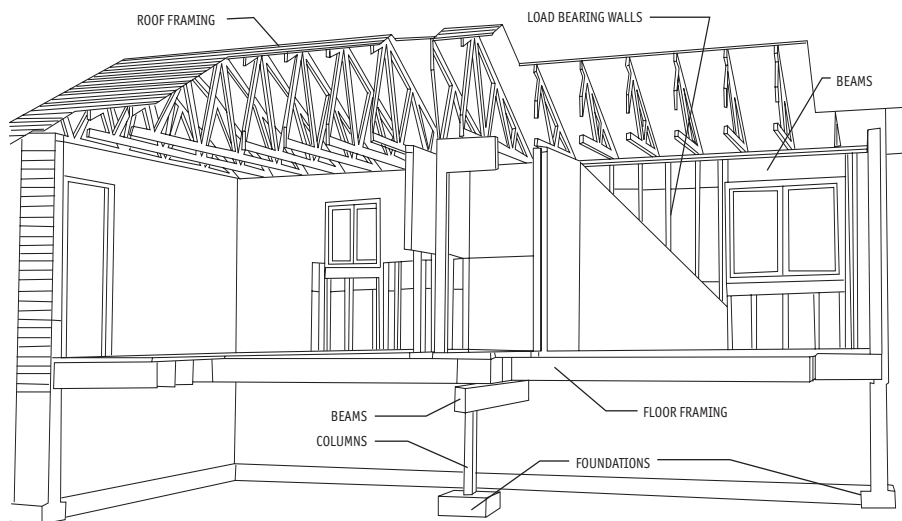 ROOF FRAMING
LOAD BEARING WALLS
BEAMS
BEAMS
FLOOR FRAMING
COLUMNS
FOUNDATIONS